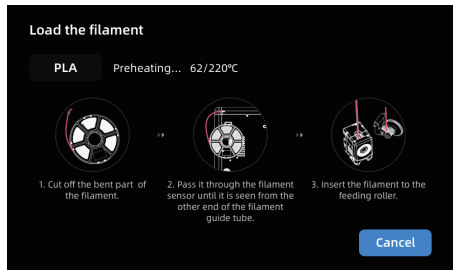 Load the filament
PLA Preheating... 62/220℃
1. Cut off the bent part of
the filament.
2. Pass it through the filament
sensor until it is seen from the
other end of the filament
guide tube.
3. Insert the filament to the
feeding roller.
Cancel